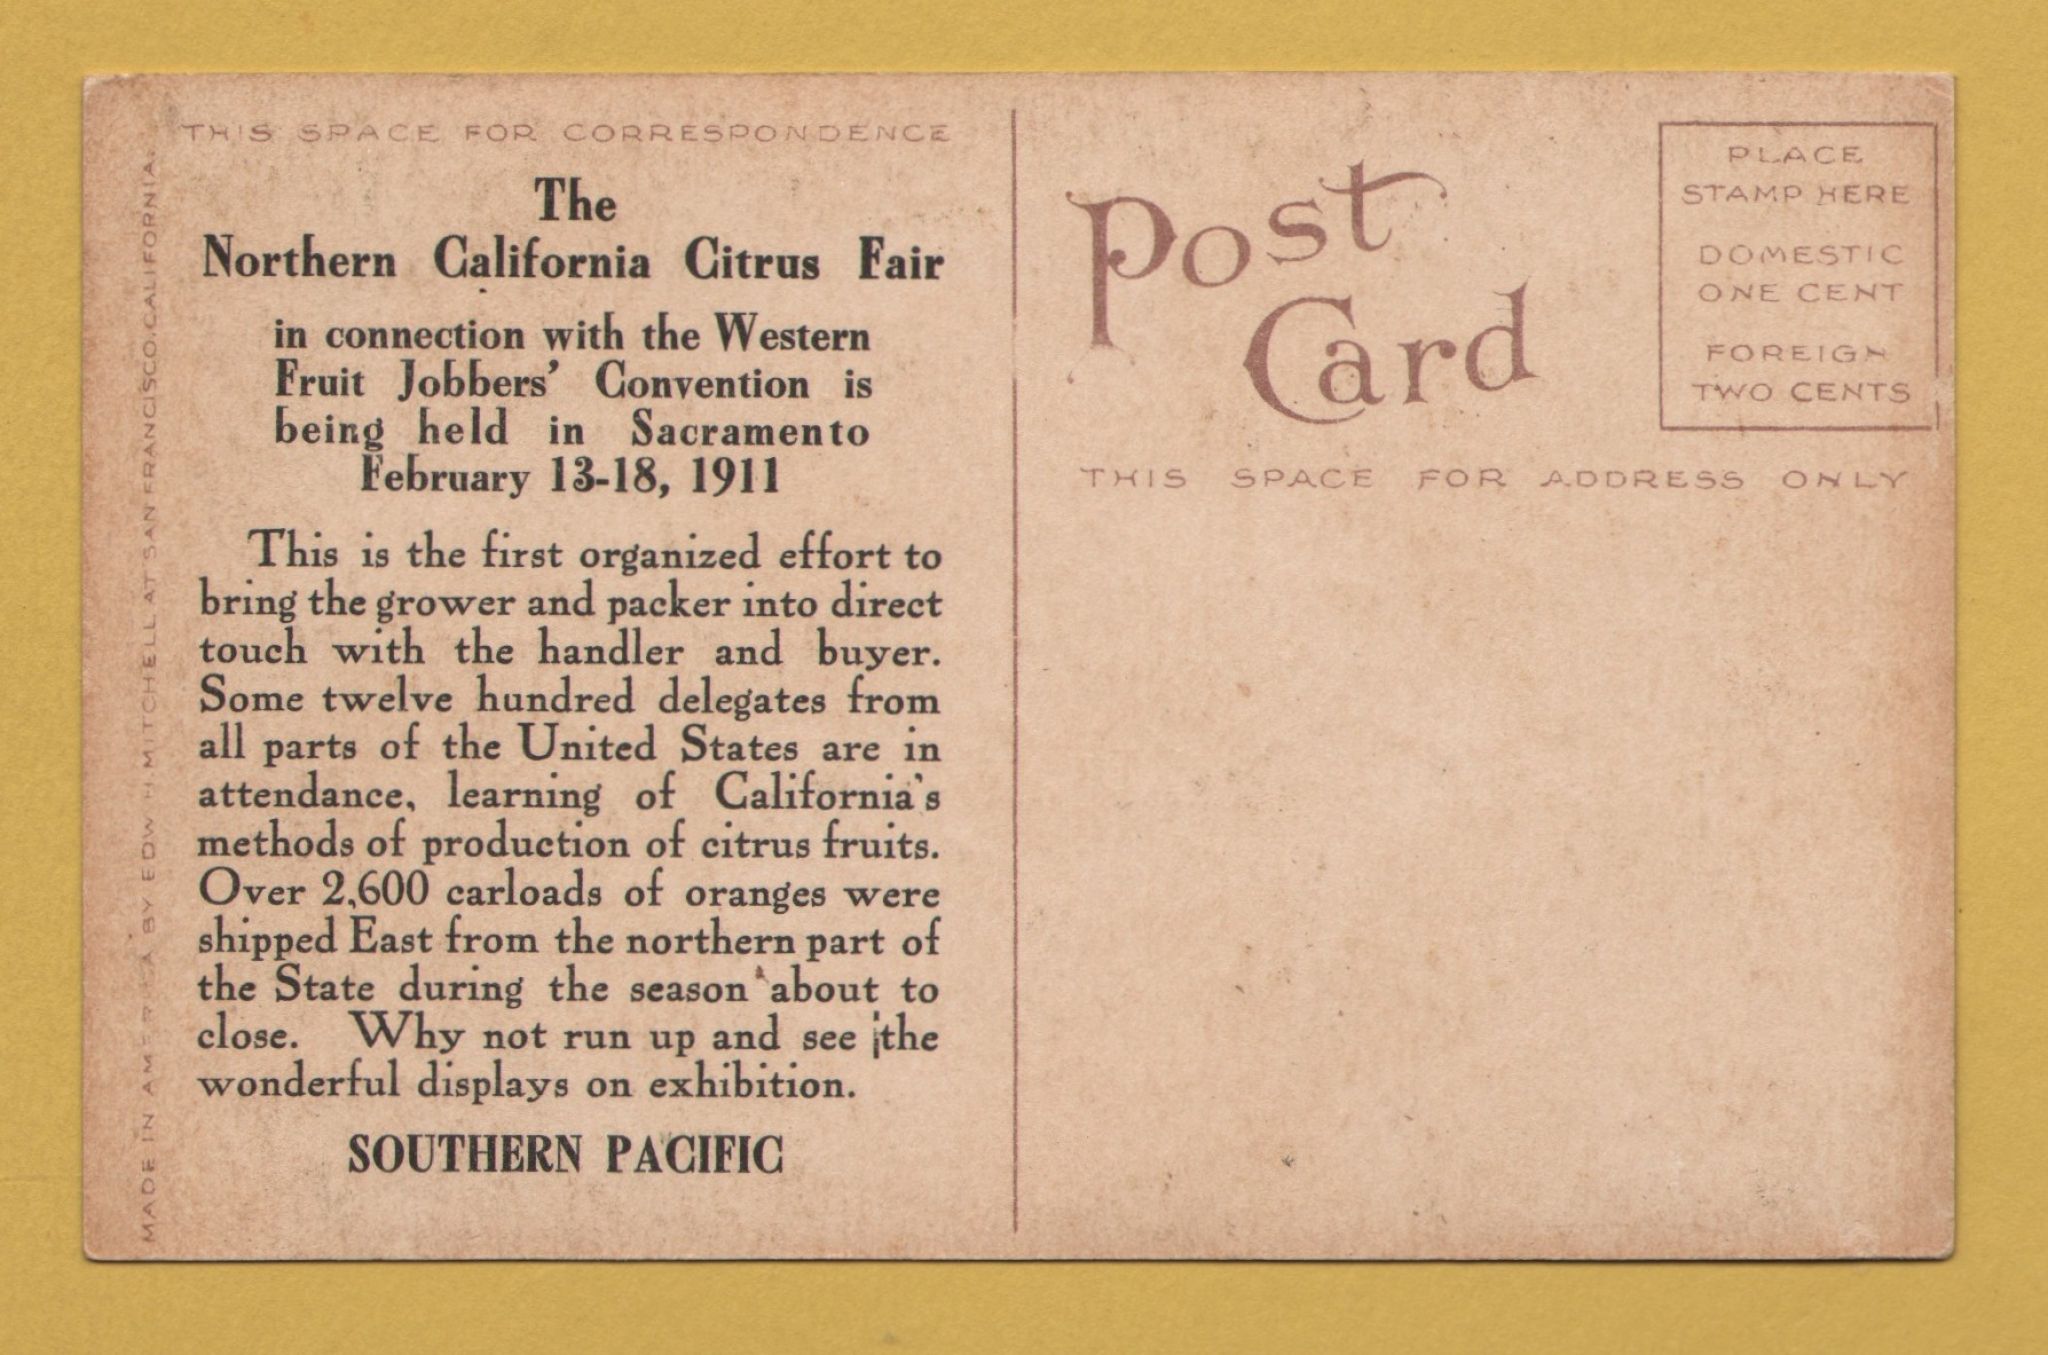 THIS SPACE FOR CORRESPONDENCE
The
Northern California Citrus Fair
in connection with the Western
Fruit Jobbers' Convention is
being held in Sacramento
February 13-18, 1911
This is the first organized effort to
bring the grower and packer into direct
touch with the handler and buyer.
Some twelve hundred delegates from
all parts of the United States are in
attendance, learning of California's
methods of production of citrus fruits.
Over 2,600 carloads of oranges were
shipped East from the northern part of
the State during the season about to
close. Why not run up and see the
wonderful displays on exhibition.
SOUTHERN PACIFIC
MADE IN AMERICA BY EDW H MITCHELL AT SAN FRANCISCO, CALIFORNIA.
Post
Card
PLACE
STAMP HERE
DOMESTIC
ONE CENT
FOREIGN
TWO CENTS
THIS SPACE FOR ADDRESS ONLY